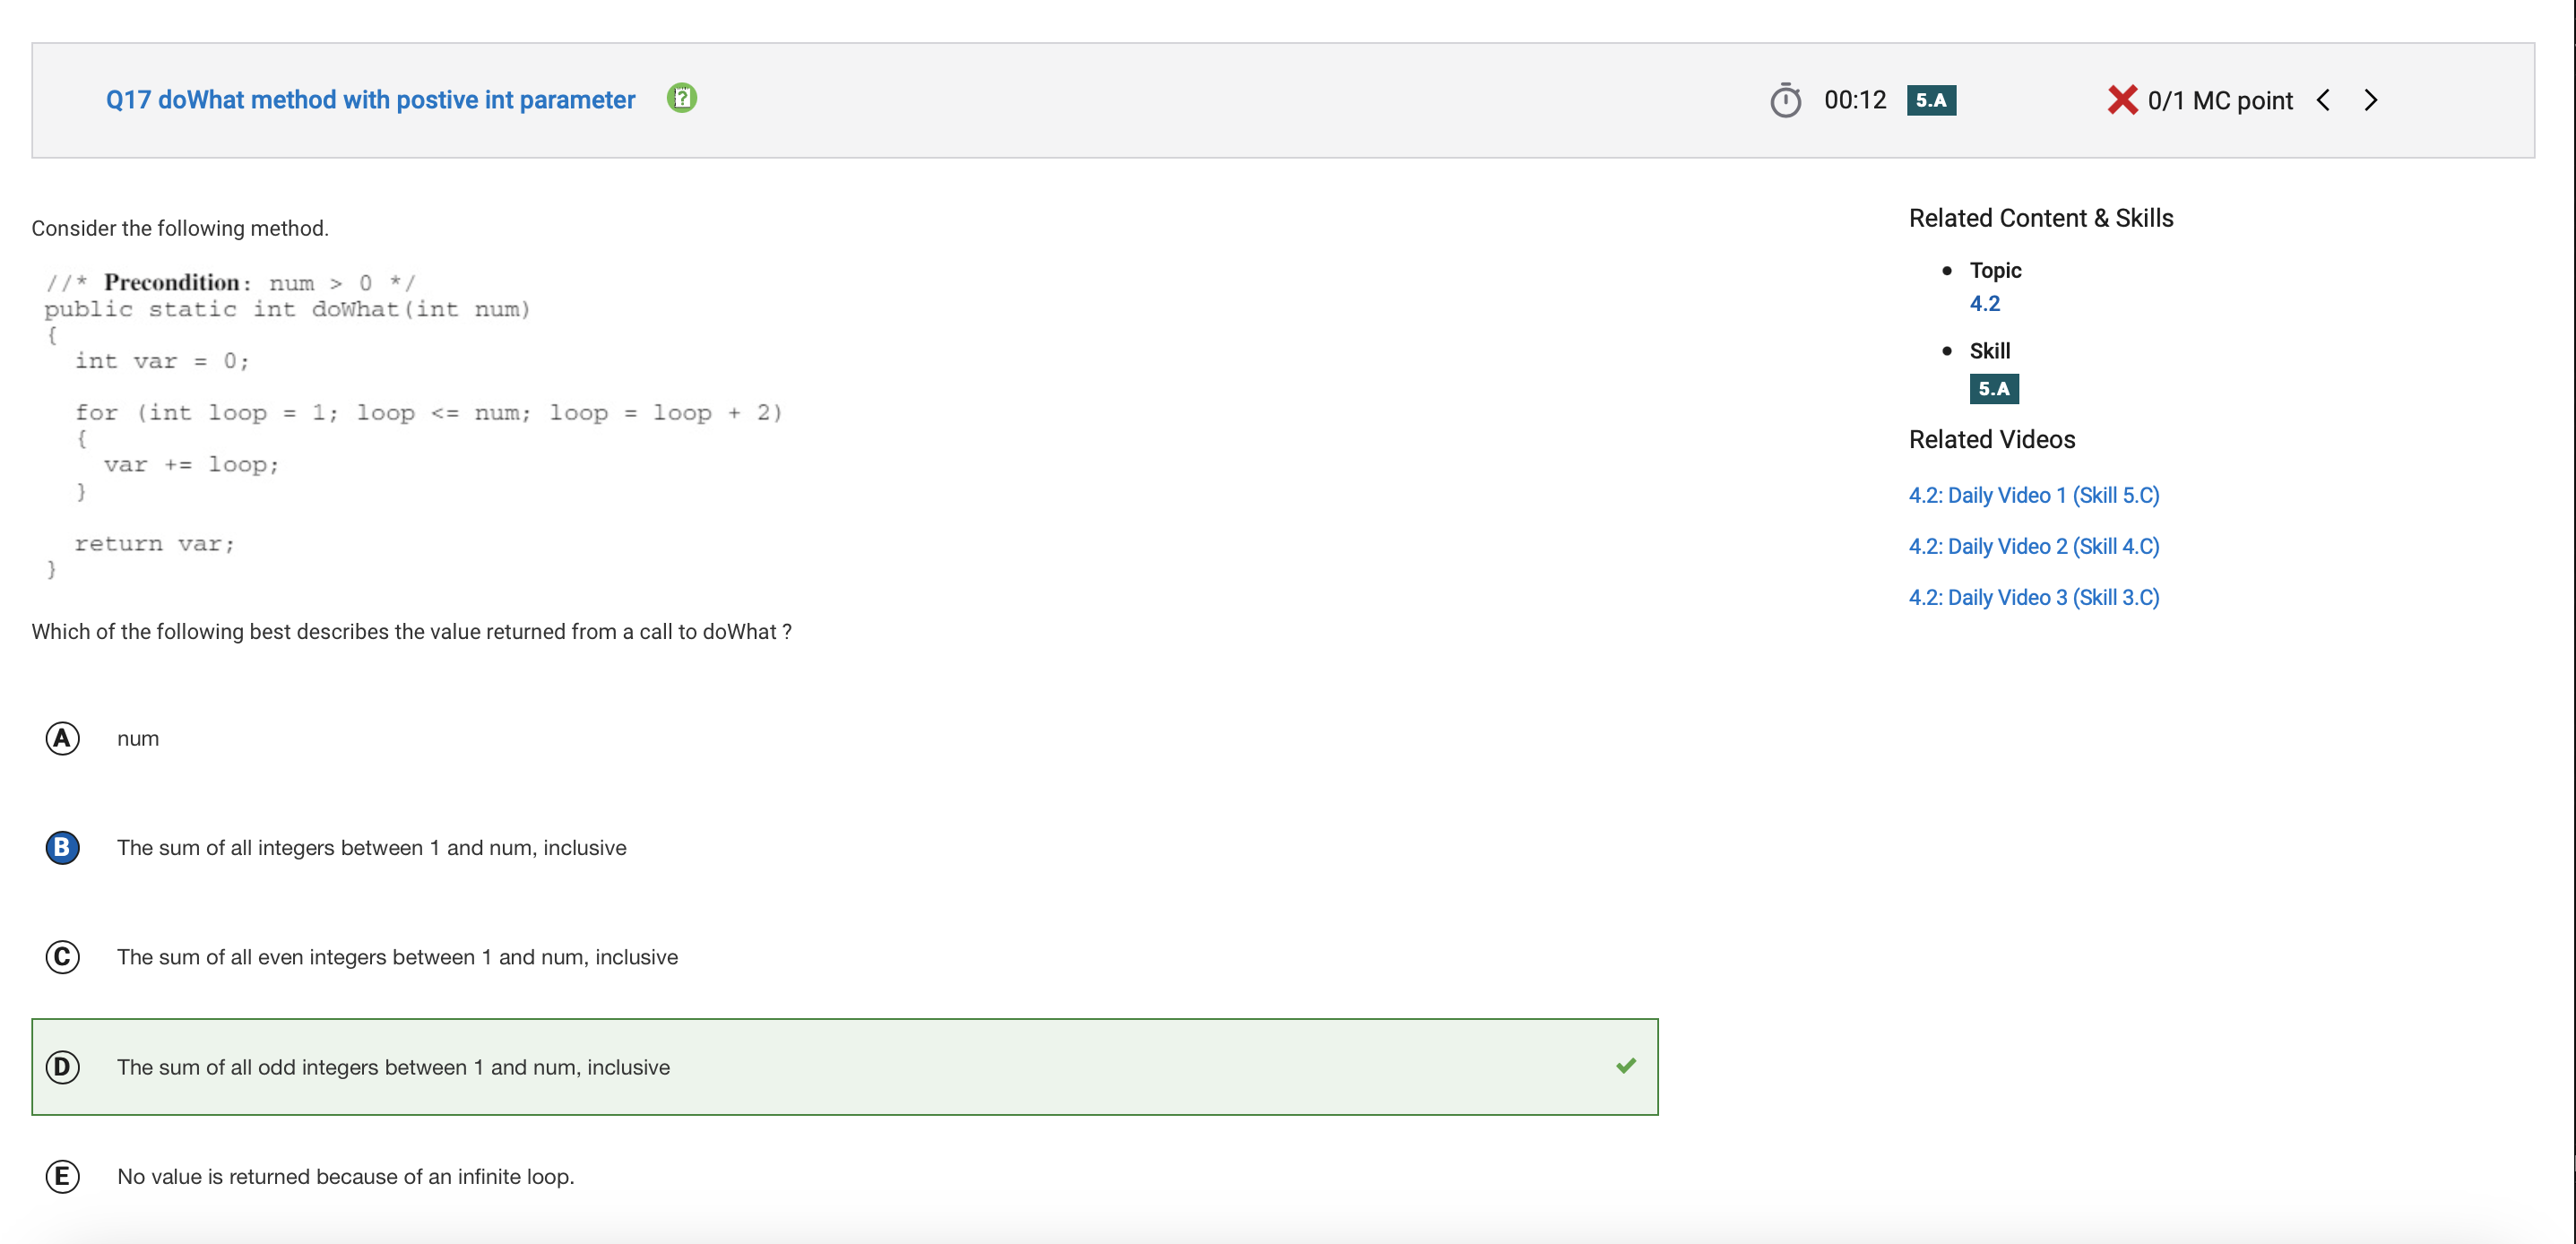 Q17 doWhat method with postive int parameter
00:12 5.A
0/1 MC point
Consider the following method.
//* Precondition: num > 0 */
public static int doWhat(int num)
{
int var = 0;
for (int loop = 1; loop <= num; loop = loop + 2)
{
var += loop;
}
return var;
}
Which of the following best describes the value returned from a call to doWhat ?
A num
B The sum of all integers between 1 and num, inclusive
C The sum of all even integers between 1 and num, inclusive
D The sum of all odd integers between 1 and num, inclusive
E No value is returned because of an infinite loop.
Related Content & Skills
• Topic
4.2
• Skill
5.A
Related Videos
4.2: Daily Video 1 (Skill 5.C)
4.2: Daily Video 2 (Skill 4.C)
4.2: Daily Video 3 (Skill 3.C)